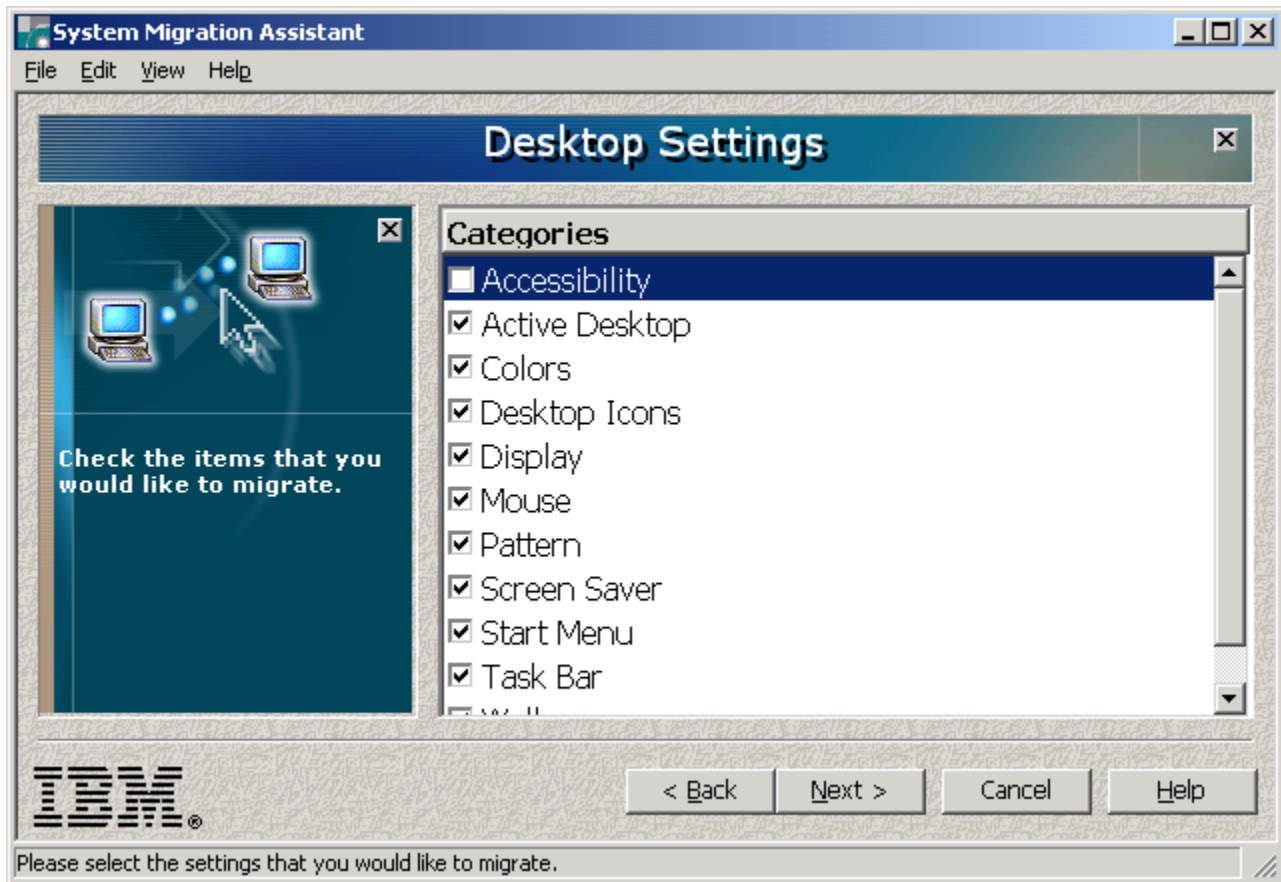 System Migration Assistant
File Edit View Help
Desktop Settings
Categories
Accessibility
Active Desktop
Colors
Desktop Icons
Display
Mouse
Pattern
Screen Saver
Start Menu
Task Bar
Check the items that you
would like to migrate.
IBM®
< Back Next > Cancel Help
Please select the settings that you would like to migrate.